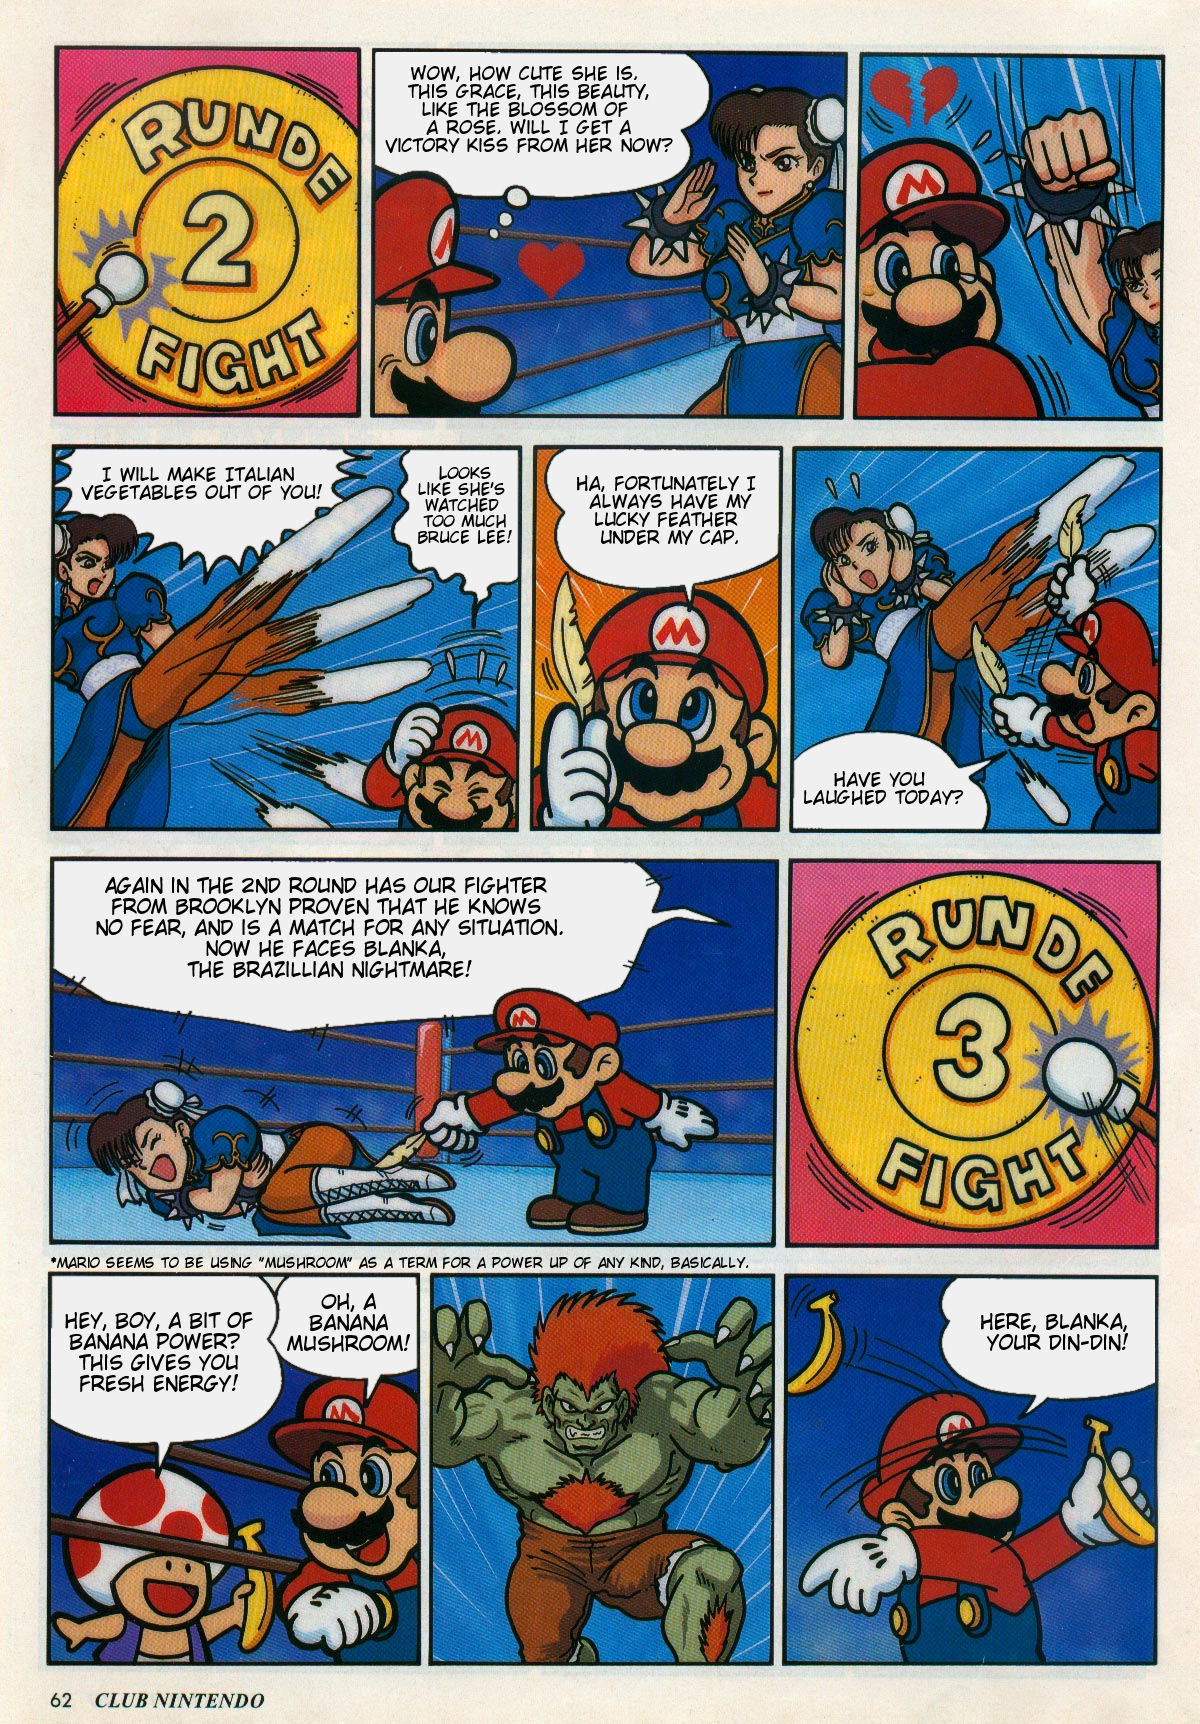 RUNDE
2
FIGHT
WOW, HOW CUTE SHE IS.
THIS GRACE, THIS BEAUTY,
LIKE THE BLOSSOM OF
A ROSE. WILL I GET A
VICTORY KISS FROM HER NOW?
M
M
I WILL MAKE ITALIAN
VEGETABLES OUT OF YOU!
LOOKS
LIKE SHE'S
WATCHED
TOO MUCH
BRUCE LEE!
M
HA, FORTUNATELY I
ALWAYS HAVE MY
LUCKY FEATHER
UNDER MY CAP.
M
M
HAVE YOU
LAUGHED TODAY?
AGAIN IN THE 2ND ROUND HAS OUR FIGHTER
FROM BROOKLYN PROVEN THAT HE KNOWS
NO FEAR, AND IS A MATCH FOR ANY SITUATION.
NOW HE FACES BLANKA,
THE BRAZILLIAN NIGHTMARE!
M
RUNDE
3
FIGHT
*MARIO SEEMS TO BE USING "MUSHROOM" AS A TERM FOR A POWER UP OF ANY KIND, BASICALLY.
HEY, BOY, A BIT OF
BANANA POWER?
THIS GIVES YOU
FRESH ENERGY!
OH, A
BANANA
MUSHROOM!
M
HERE, BLANKA,
YOUR DIN-DIN!
M
62 CLUB NINTENDO